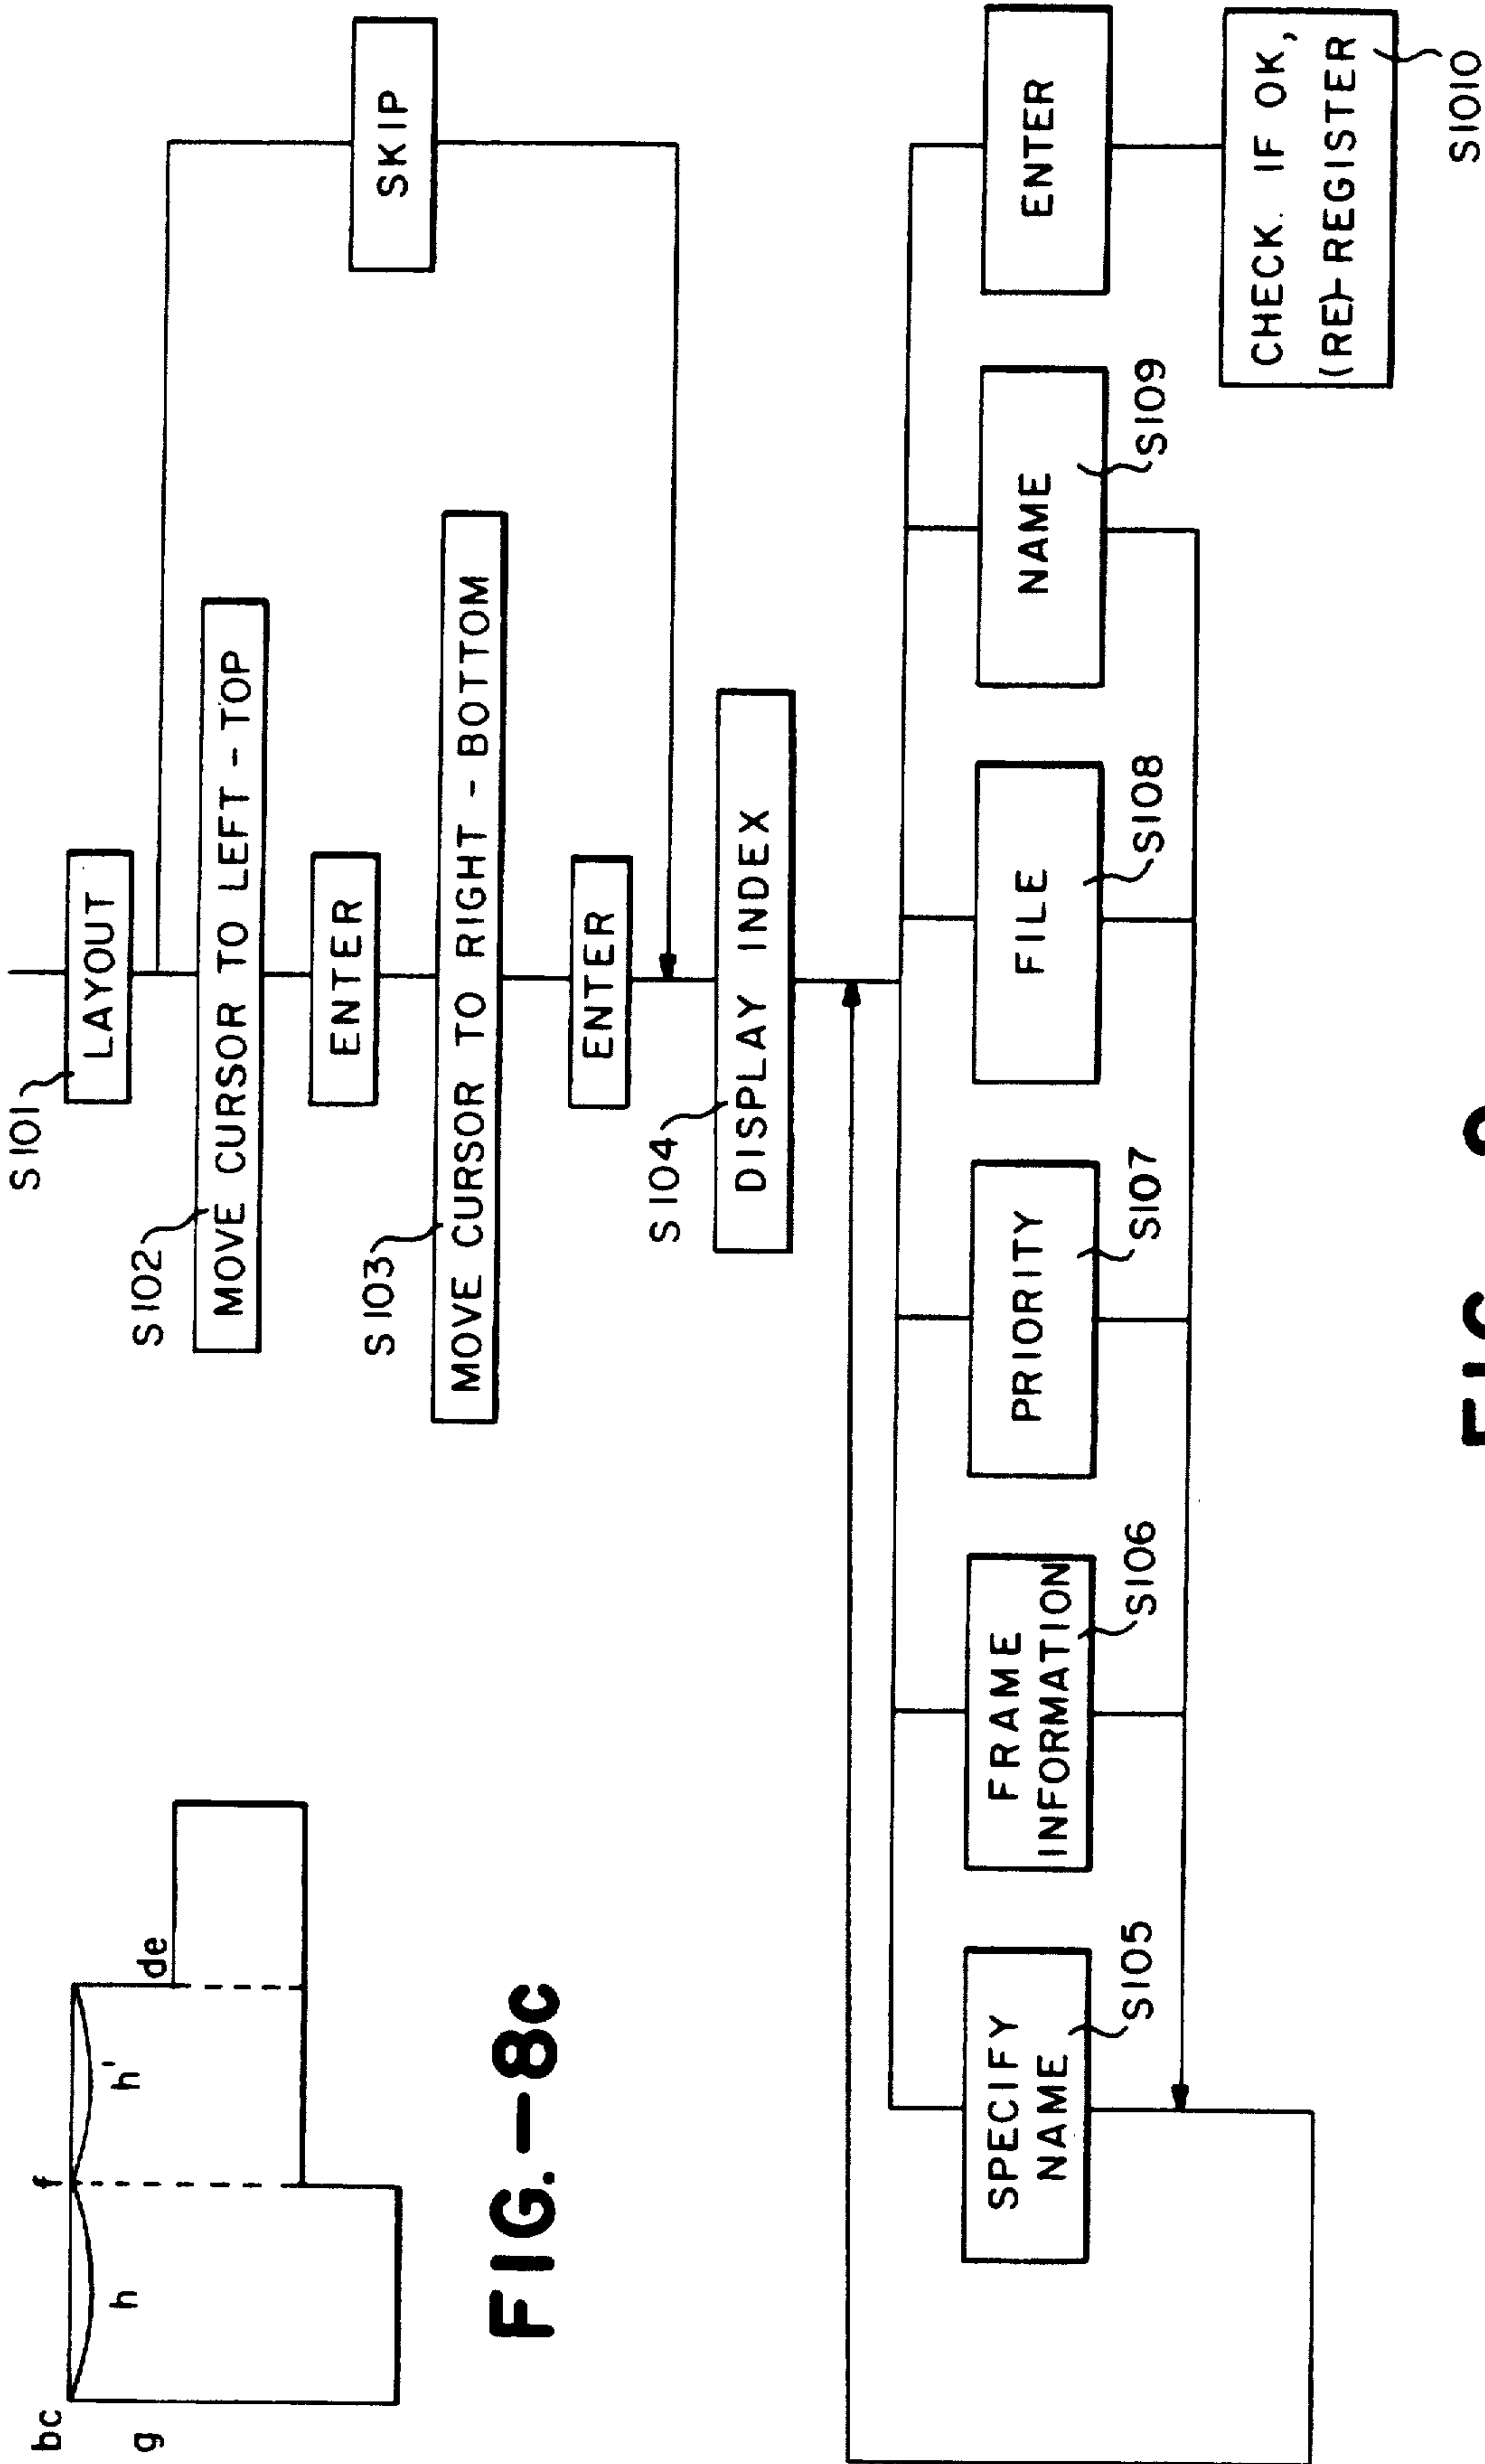 bc
f
de
g
h
h'
FIG.-8c
S101
LAYOUT
S102
MOVE CURSOR TO LEFT-TOP
SKIP
ENTER
S103
MOVE CURSOR TO RIGHT-BOTTOM
ENTER
S104
DISPLAY INDEX
SPECIFY
NAME
S105
FRAME
INFORMATION
S106
PRIORITY
S107
FILE
S108
NAME
S109
ENTER
CHECK. IF OK,
(RE)-REGISTER
S1010